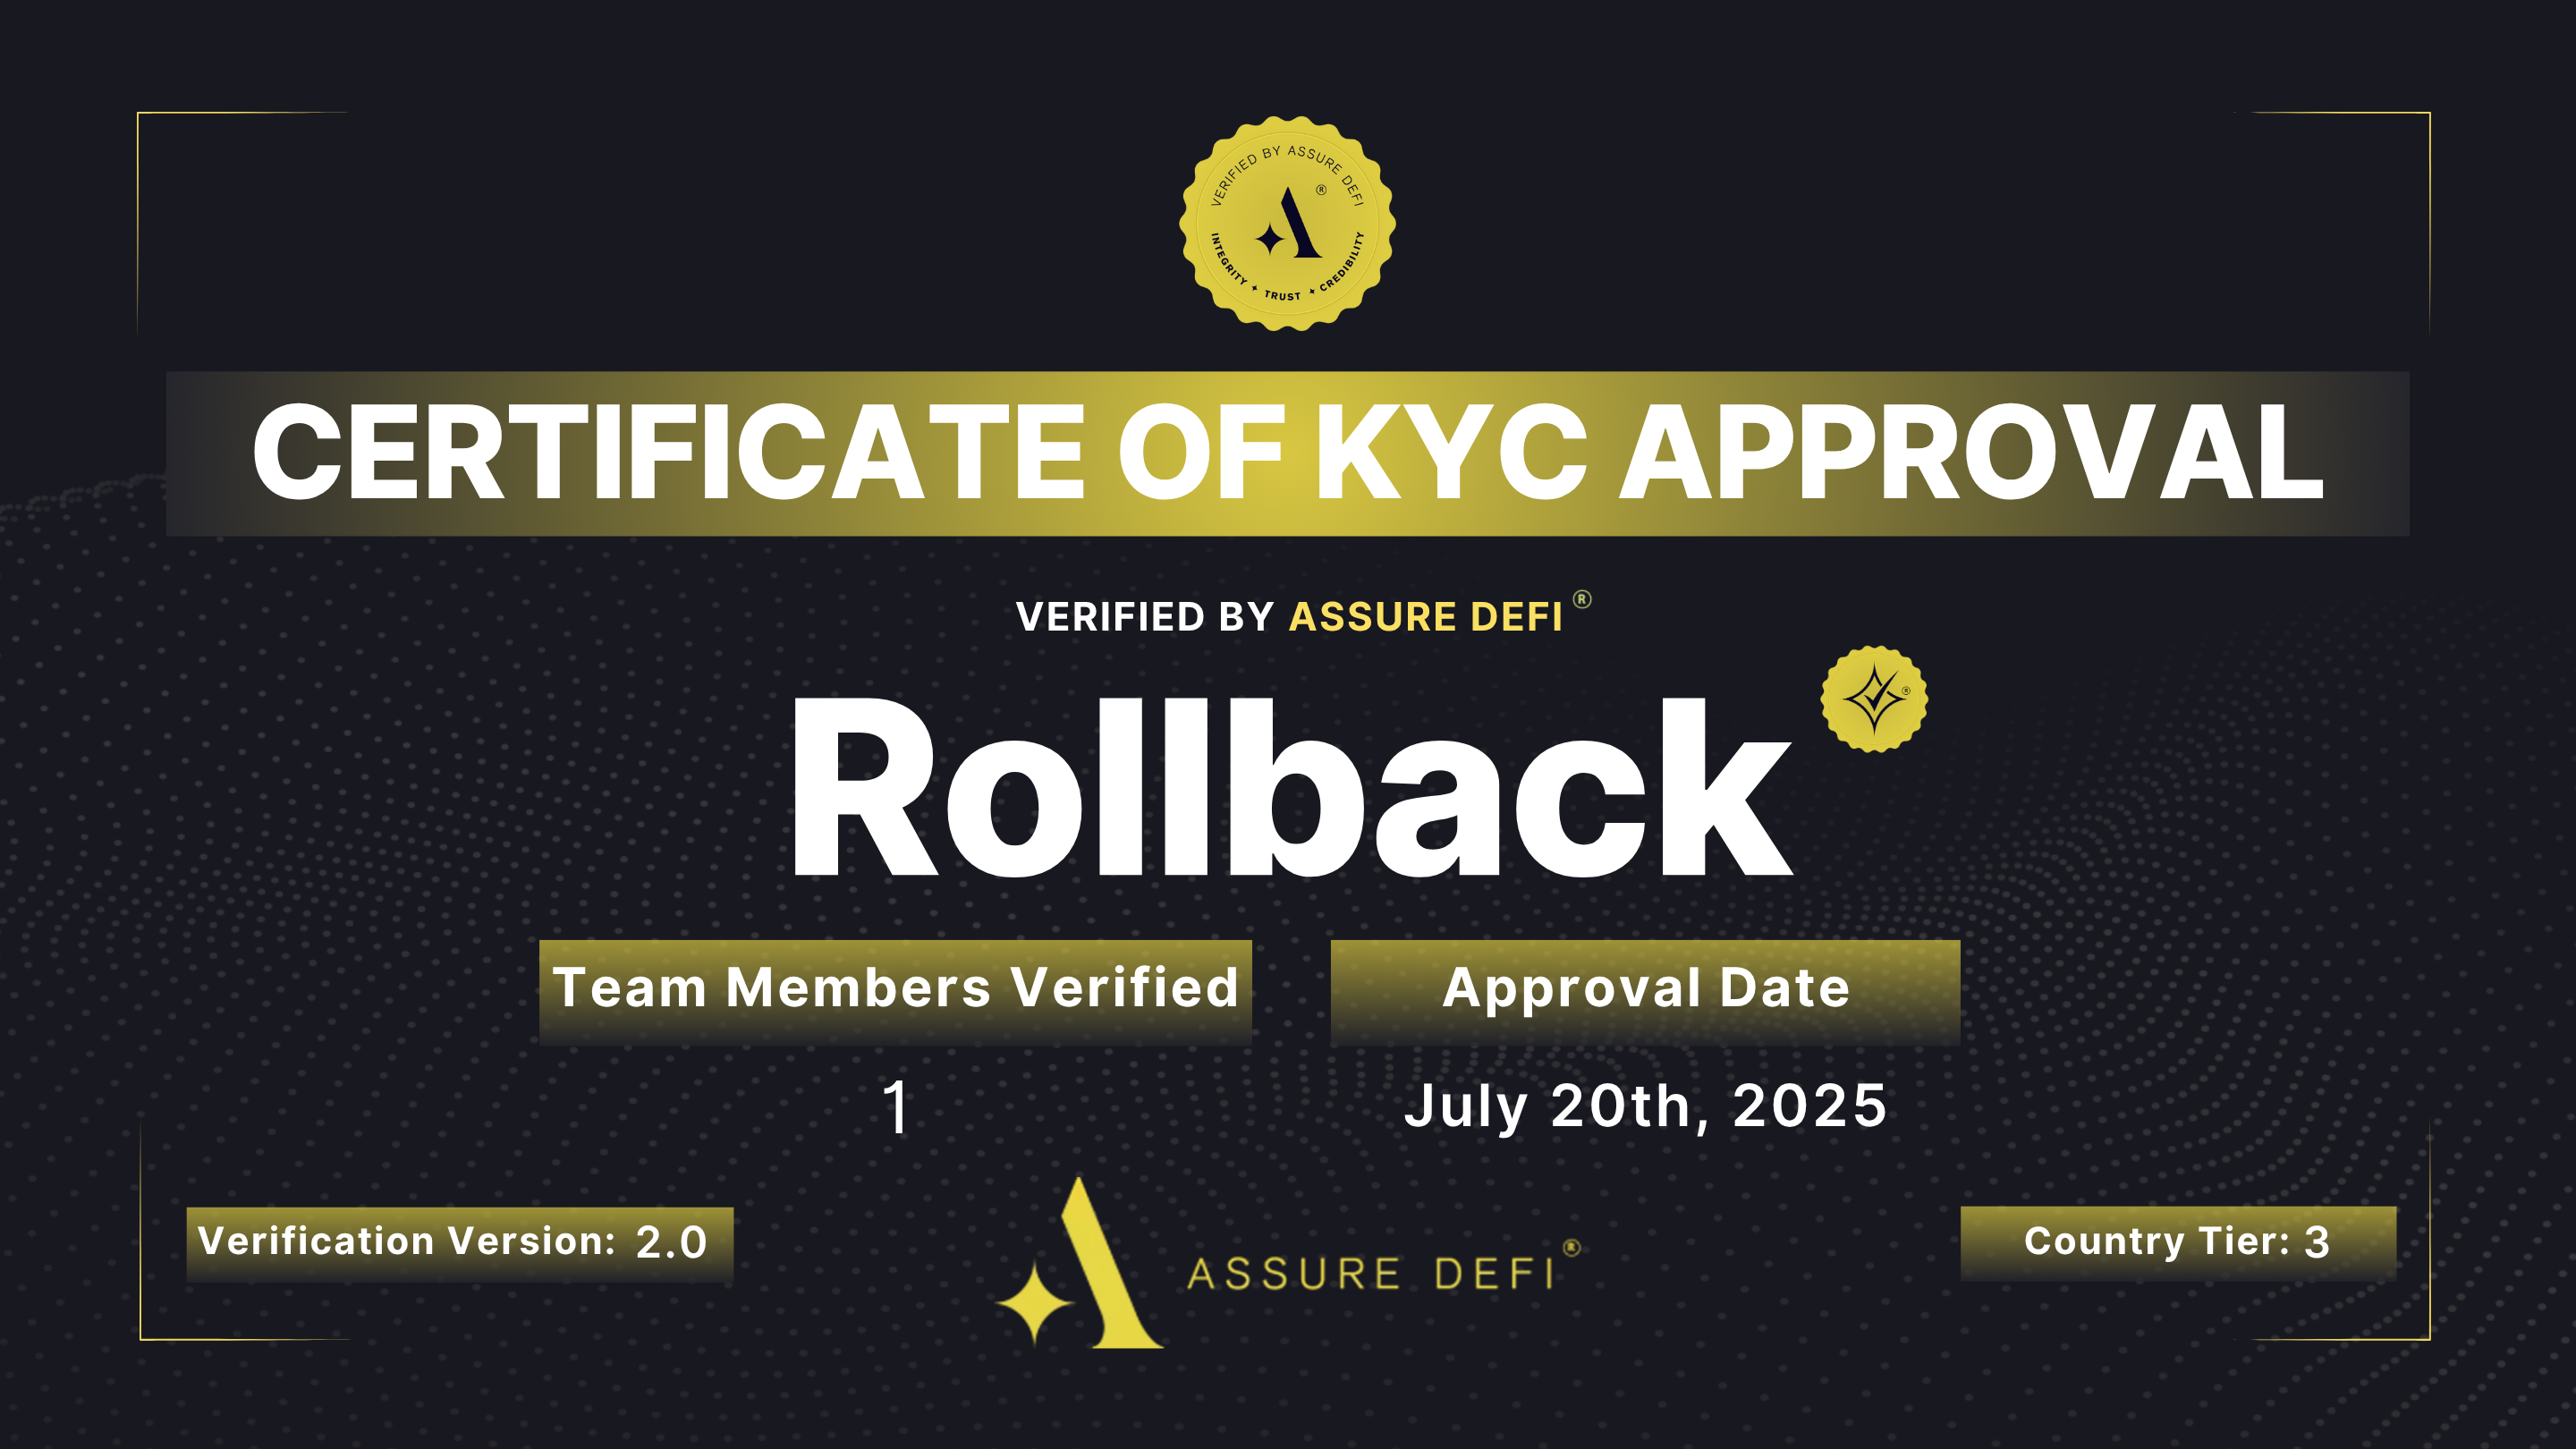 VERIFIED BY ASSURE DEFI
A ®
INTEGRITY ✦ TRUST ✦ CREDIBILITY
CERTIFICATE OF KYC APPROVAL
VERIFIED BY ASSURE DEFI ®
Rollback
®
Team Members Verified
1
Approval Date
July 20th, 2025
Verification Version: 2.0
ASSURE DEFI ®
Country Tier: 3